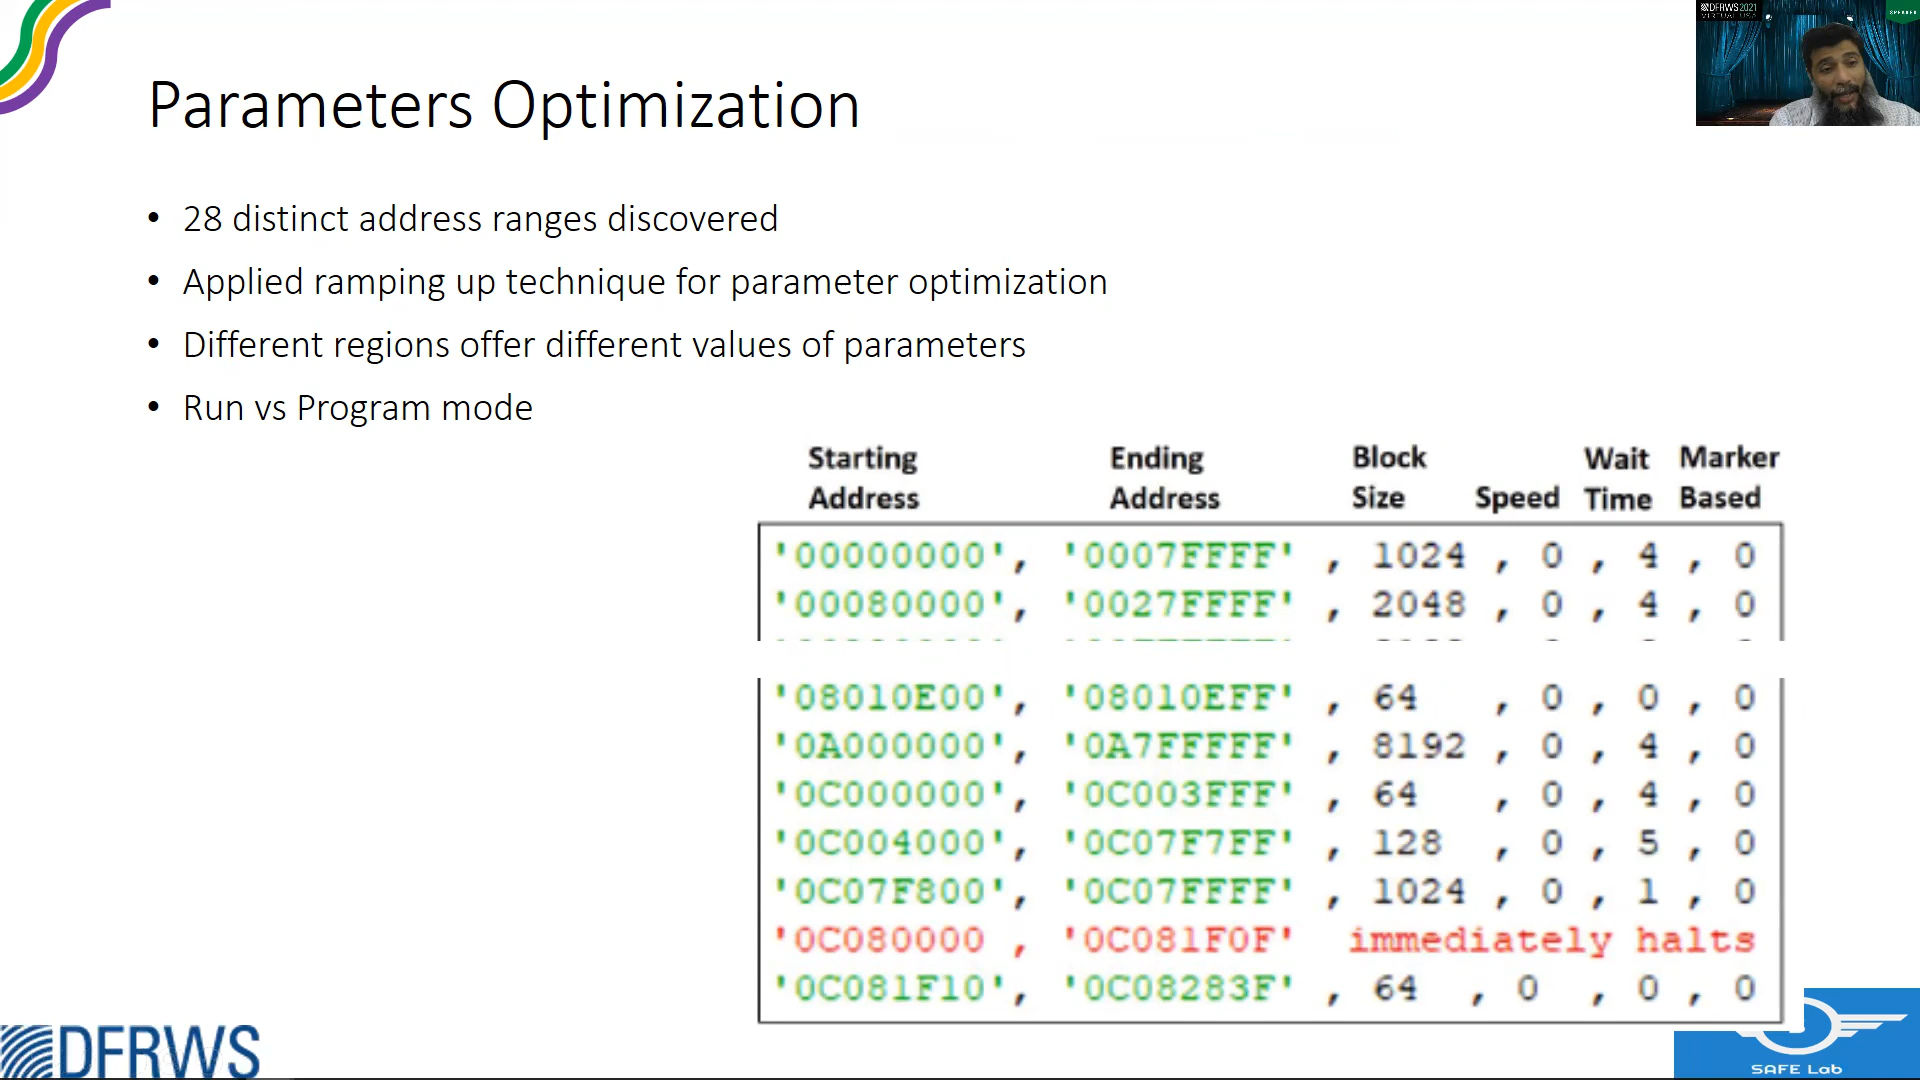 DFRWS2021
VIRTUAL USA
SPEAKER
Parameters Optimization
• 28 distinct address ranges discovered
• Applied ramping up technique for parameter optimization
• Different regions offer different values of parameters
• Run vs Program mode
Starting Address Ending Address Block Size Speed Wait Time Marker Based
'00000000', '0007FFFF' , 1024 , 0 , 4 , 0
'00080000', '0027FFFF' , 2048 , 0 , 4 , 0
'08010E00', '08010EFF' , 64 , 0 , 0 , 0
'0A000000', '0A7FFFFF' , 8192 , 0 , 4 , 0
'0C000000', '0C003FFF' , 64 , 0 , 4 , 0
'0C004000', '0C07F7FF' , 128 , 0 , 5 , 0
'0C07F800', '0C07FFFF' , 1024 , 0 , 1 , 0
'0C080000 , '0C081F0F' immediately halts
'0C081F10', '0C08283F' , 64 , 0 , 0 , 0
DFRWS
SAFE Lab